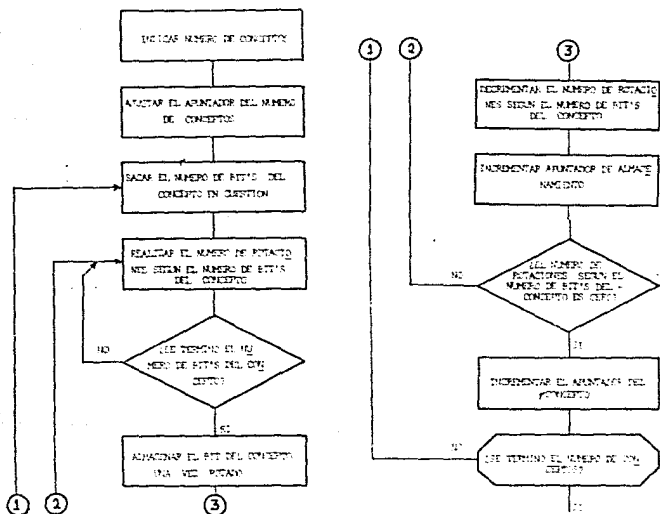 INDICAR NUMERO DE CONCEPTOS
AJUSTAR EL APUNTADOR DEL NUMERO
DE CONCEPTOS
SACAR EL NUMERO DE BIT'S DEL
CONCEPTO EN CUESTION
REALIZAR EL NUMERO DE ROTACIO
NES SEGUN EL NUMERO DE BIT'S
DEL CONCEPTO
NO
¿SE TERMINO EL NU
MERO DE BIT'S DEL CON
CEPTO?
SI
ALMACENAR EL BIT DEL CONCEPTO
UNA VEZ ROTADO
1
2
3
1
2
3
DECREMENTAR EL NUMERO DE ROTACIO
NES SEGUN EL NUMERO DE BIT'S
DEL CONCEPTO
INCREMENTAR APUNTADOR DE ALMACE
NAMIENTO
NO
¿EL NUMERO DE
ROTACIONES SEGUN EL
NUMERO DE BIT'S DEL -
CONCEPTO ES CERO?
SI
INCREMENTAR EL APUNTADOR DEL
CONCEPTO
NO
¿SE TERMINO EL NUMERO DE CON
CEPTOS?
SI